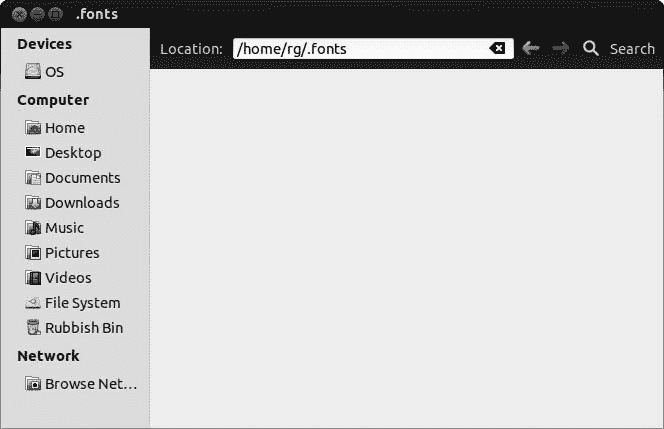 .fonts
Devices
OS
Computer
Home
Desktop
Documents
Downloads
Music
Pictures
Videos
File System
Rubbish Bin
Network
Browse Net…
Location: /home/rg/.fonts Search